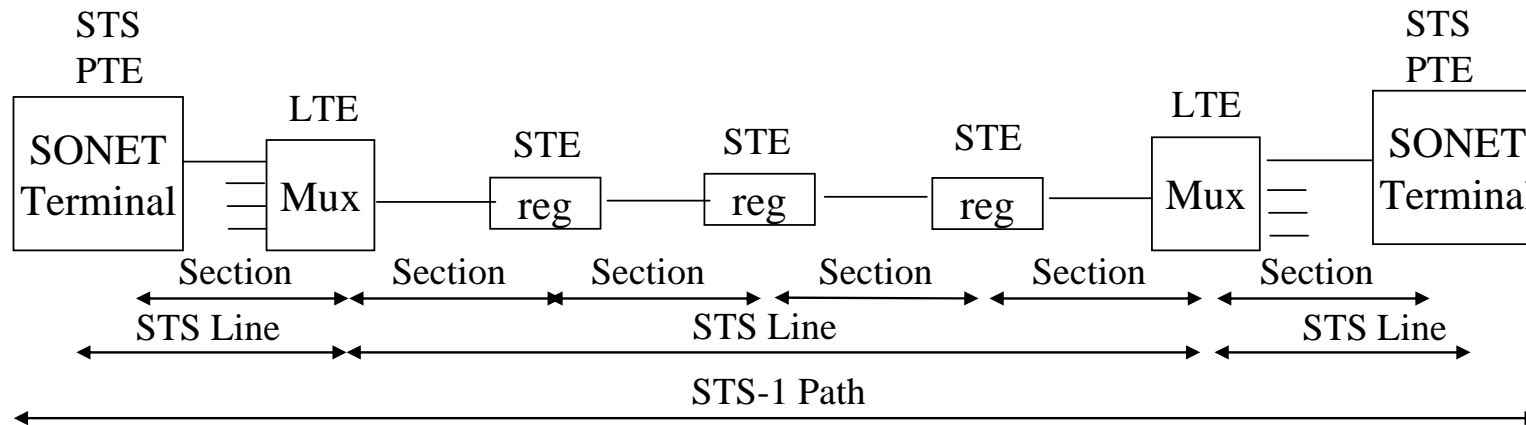 STS
PTE
STS
PTE
LTE
LTE
STE
STE
STE
SONET
Terminal
Mux
reg
reg
reg
Mux
SONET
Terminal
Section
Section
Section
Section
Section
Section
STS Line
STS Line
STS Line
STS-1 Path